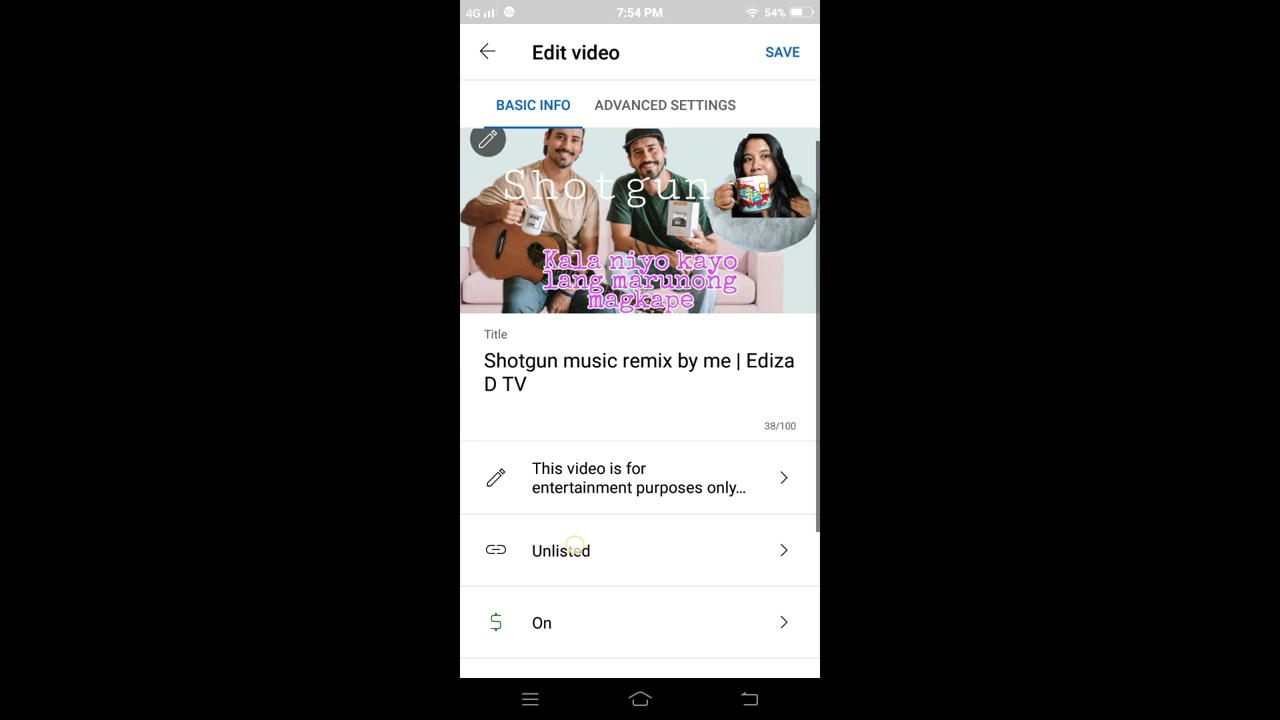 4G 7:54 PM 54%
Edit video SAVE
BASIC INFO ADVANCED SETTINGS
Shotgun
Kala niyo kayo
lang marunong
magkape
Title
Shotgun music remix by me | Ediza
D TV
38/100
This video is for
entertainment purposes only...
Unlisted
$ On